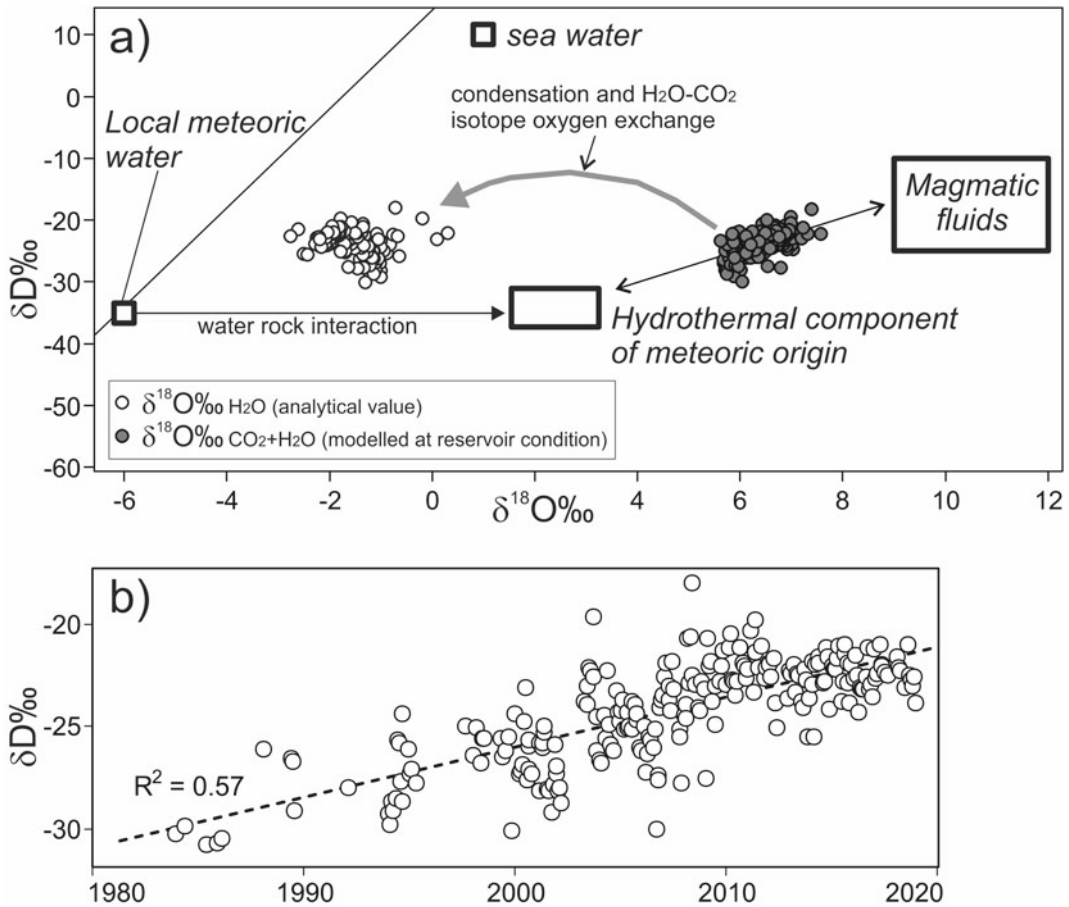 a)
sea water
condensation and H₂O-CO₂
isotope oxygen exchange
Local meteoric
water
Magmatic
fluids
water rock interaction
Hydrothermal component
of meteoric origin
δ¹⁸O‰ H₂O (analytical value)
δ¹⁸O‰ CO₂+H₂O (modelled at reservoir condition)
δD‰
10
0
-10
-20
-30
-40
-50
-60
-6
-4
-2
0
2
4
6
8
10
12
δ¹⁸O‰
b)
δD‰
-20
-25
-30
R² = 0.57
1980
1990
2000
2010
2020